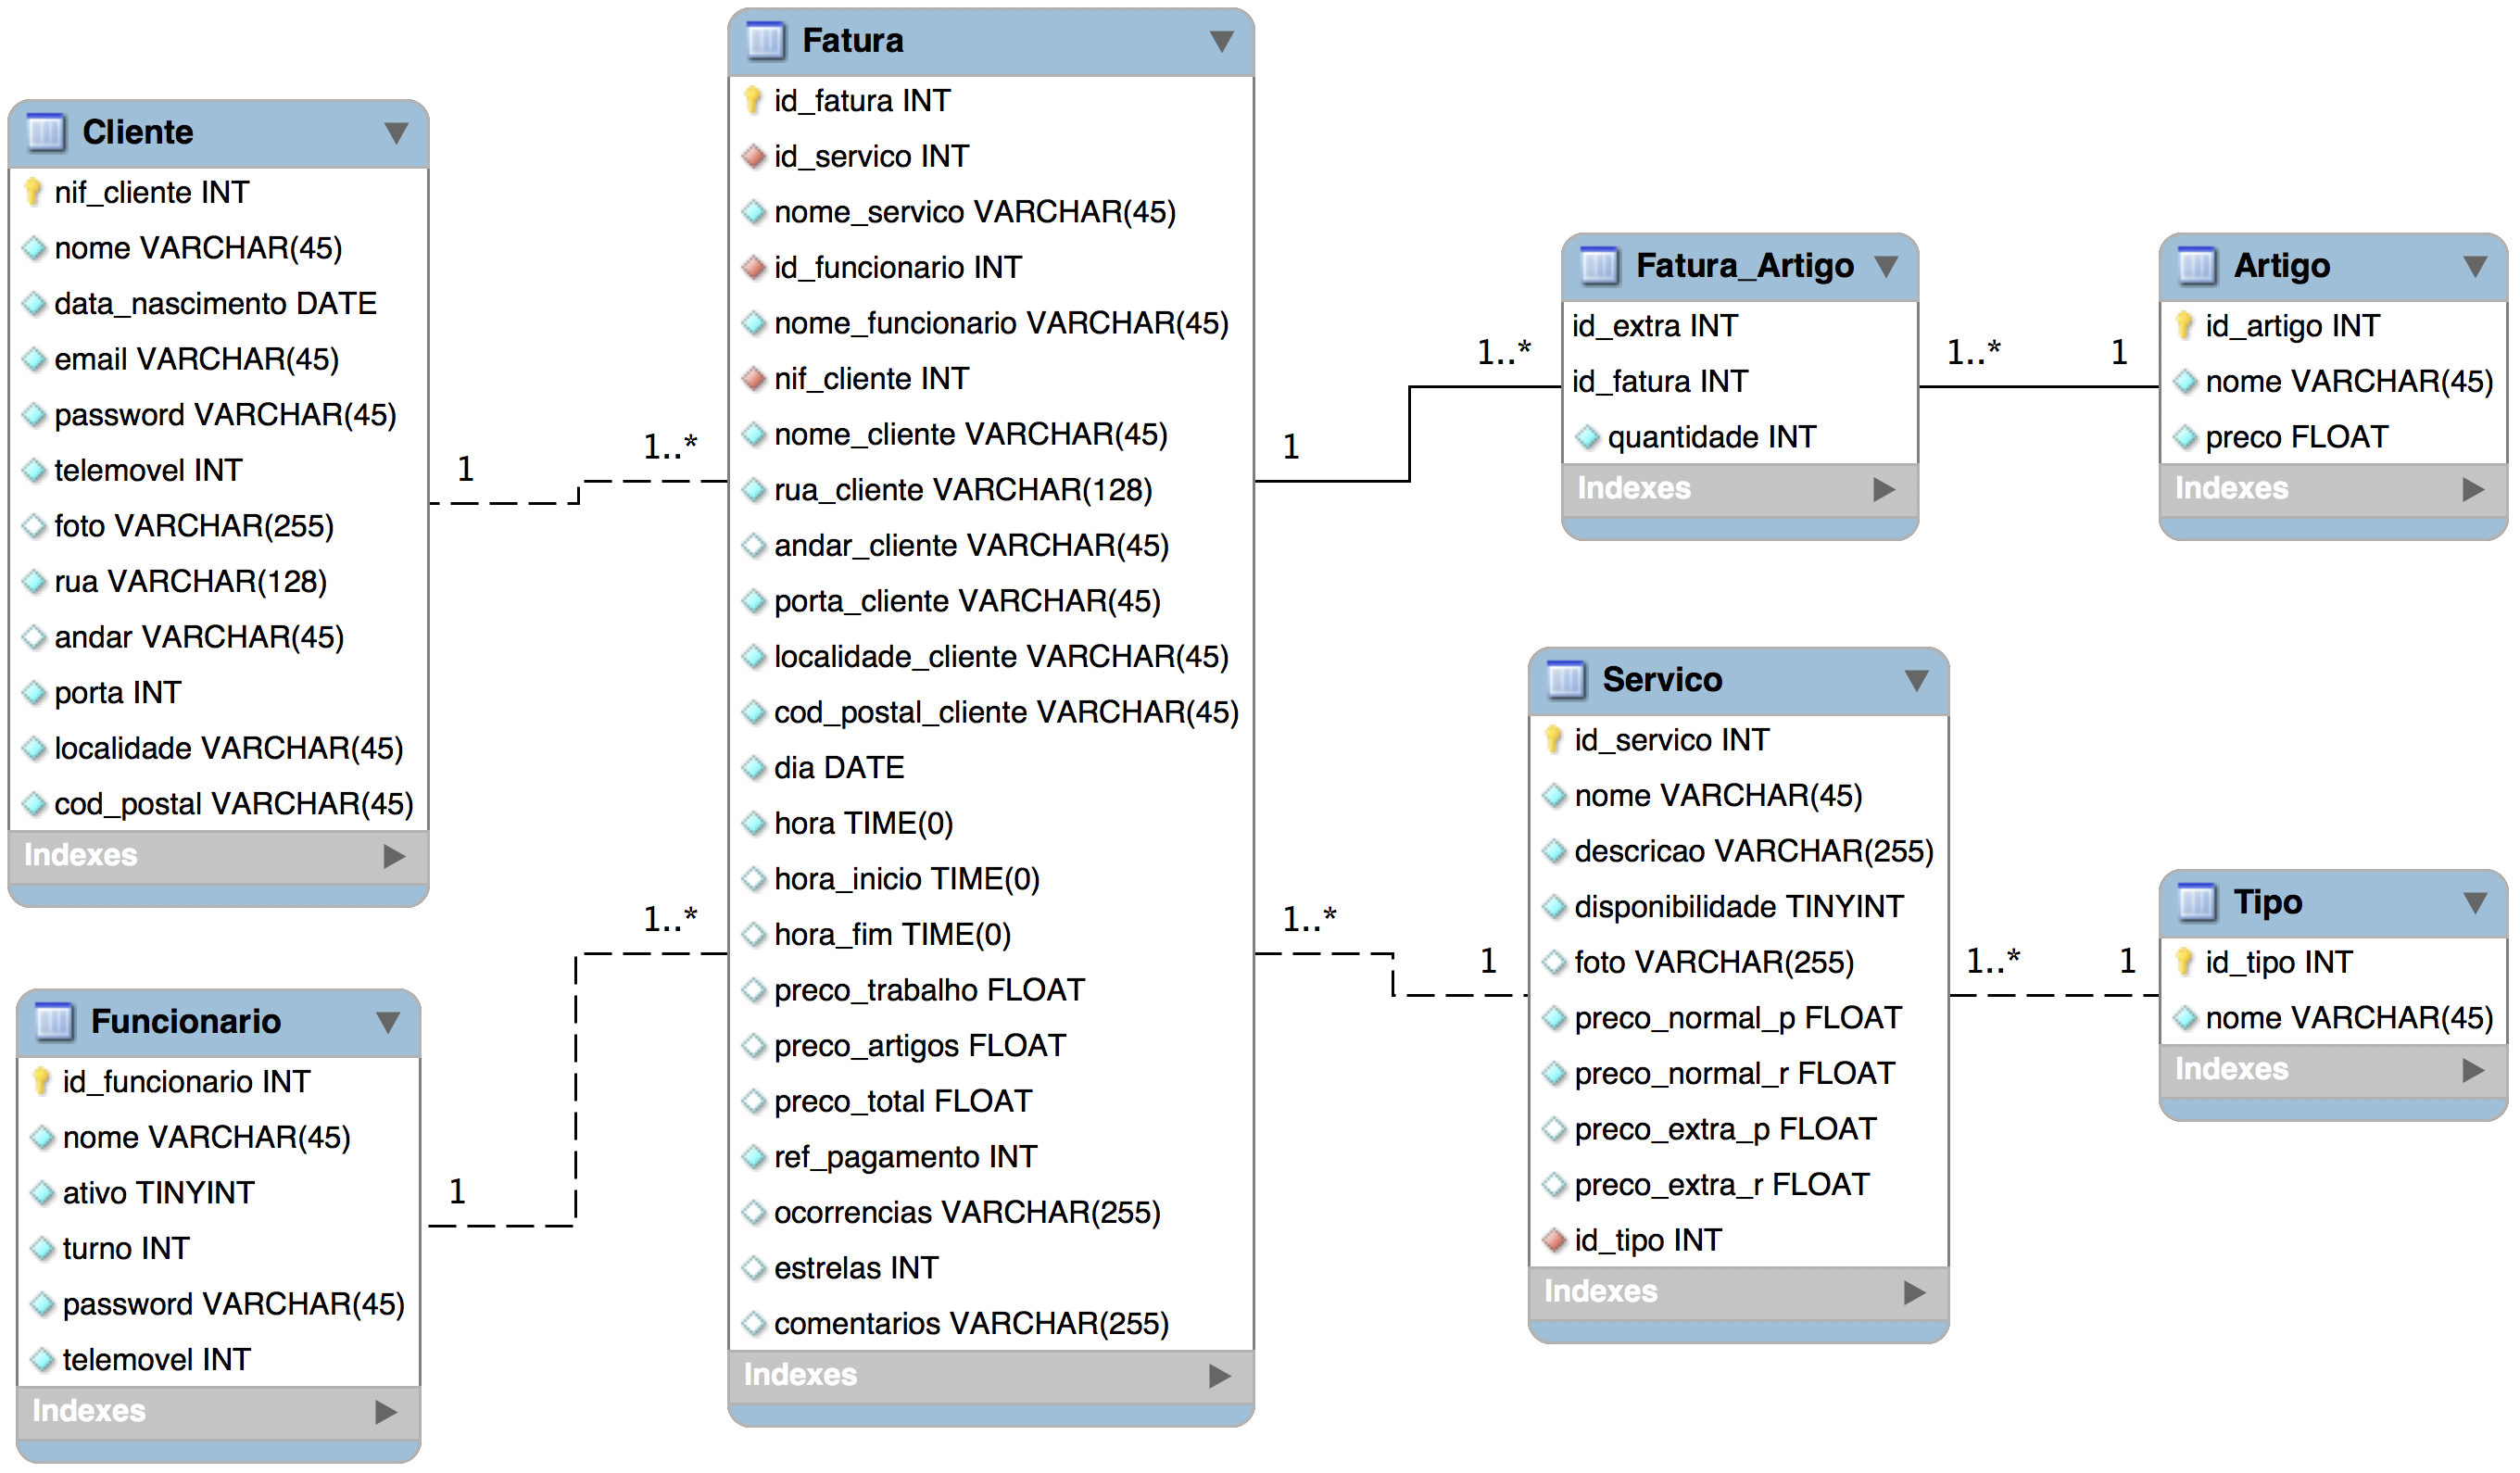 Cliente
nif_cliente INT
nome VARCHAR(45)
data_nascimento DATE
email VARCHAR(45)
password VARCHAR(45)
telemovel INT
foto VARCHAR(255)
rua VARCHAR(128)
andar VARCHAR(45)
porta INT
localidade VARCHAR(45)
cod_postal VARCHAR(45)
Indexes
1
1..*
Funcionario
id_funcionario INT
nome VARCHAR(45)
ativo TINYINT
turno INT
password VARCHAR(45)
telemovel INT
Indexes
1
1..*
Fatura
id_fatura INT
id_servico INT
nome_servico VARCHAR(45)
id_funcionario INT
nome_funcionario VARCHAR(45)
nif_cliente INT
nome_cliente VARCHAR(45)
rua_cliente VARCHAR(128)
andar_cliente VARCHAR(45)
porta_cliente VARCHAR(45)
localidade_cliente VARCHAR(45)
cod_postal_cliente VARCHAR(45)
dia DATE
hora TIME(0)
hora_inicio TIME(0)
hora_fim TIME(0)
preco_trabalho FLOAT
preco_artigos FLOAT
preco_total FLOAT
ref_pagamento INT
ocorrencias VARCHAR(255)
estrelas INT
comentarios VARCHAR(255)
Indexes
1
1..*
Fatura_Artigo
id_extra INT
id_fatura INT
quantidade INT
Indexes
1..*
1
Artigo
id_artigo INT
nome VARCHAR(45)
preco FLOAT
Indexes
1..*
1
Servico
id_servico INT
nome VARCHAR(45)
descricao VARCHAR(255)
disponibilidade TINYINT
foto VARCHAR(255)
preco_normal_p FLOAT
preco_normal_r FLOAT
preco_extra_p FLOAT
preco_extra_r FLOAT
id_tipo INT
Indexes
1..*
1
Tipo
id_tipo INT
nome VARCHAR(45)
Indexes